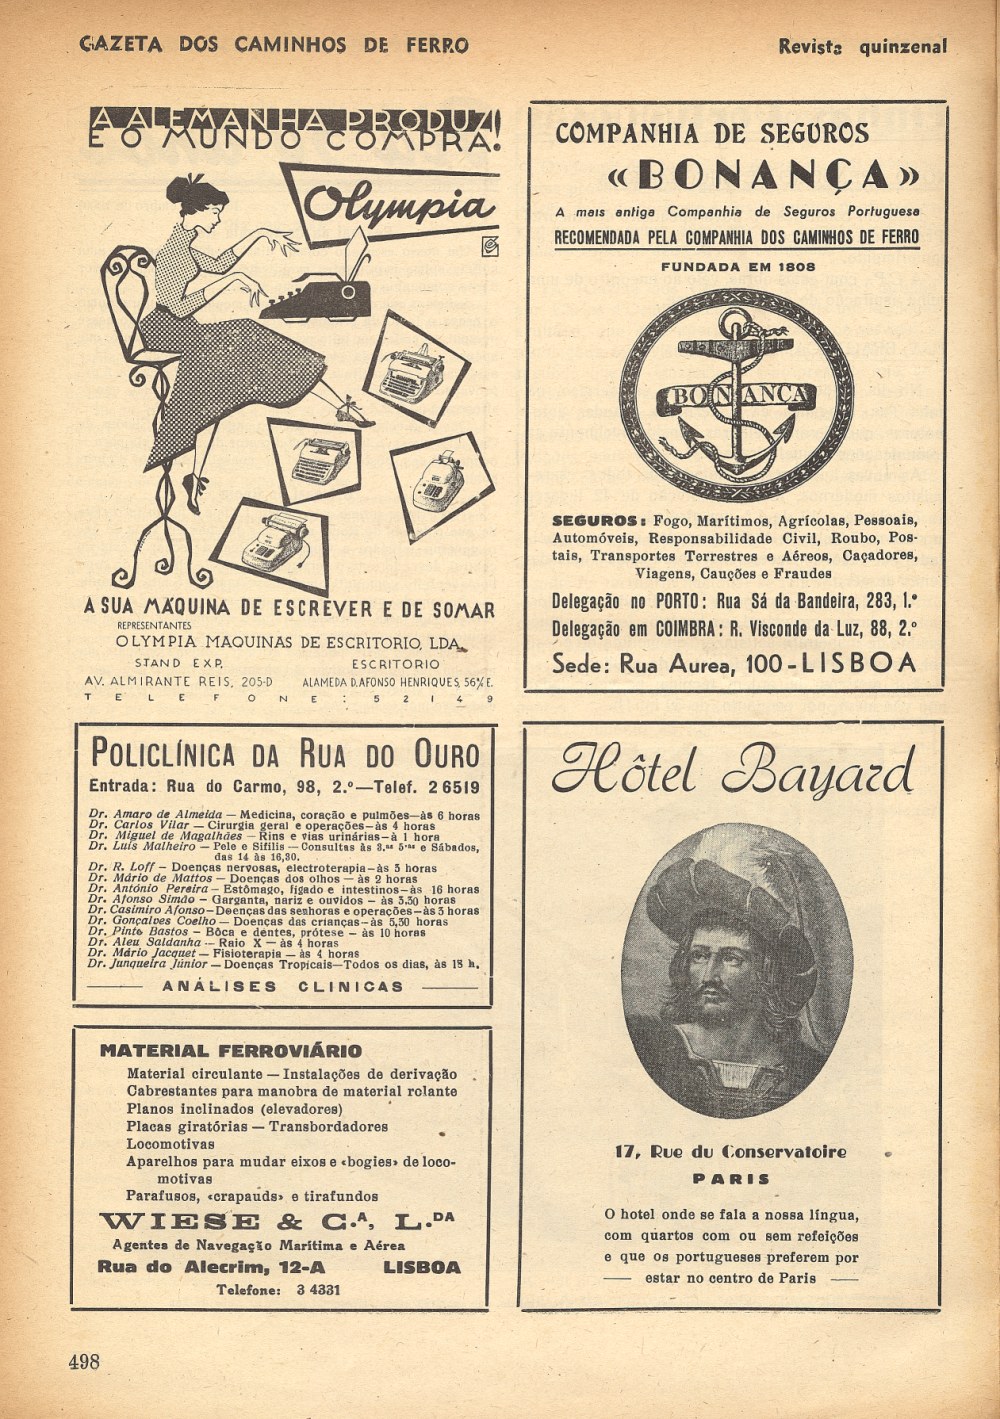 GAZETA DOS CAMINHOS DE FERRO
Revista quinzenal
A ALEMANHA PRODUZ
E O MUNDO COMPRA!
Olympia
A SUA MÁQUINA DE ESCREVER E DE SOMAR
REPRESENTANTES
OLYMPIA MAQUINAS DE ESCRITORIO, LDA.
STAND EXP. ESCRITORIO
AV. ALMIRANTE REIS, 205-D ALAMEDA D. AFONSO HENRIQUES, 56 E.
TELEFONE: 52149
COMPANHIA DE SEGUROS
«BONANÇA»
A mais antiga Companhia de Seguros Portuguesa
RECOMENDADA PELA COMPANHIA DOS CAMINHOS DE FERRO
FUNDADA EM 1808
BONANÇA
SEGUROS: Fogo, Marítimos, Agrícolas, Pessoais,
Automóveis, Responsabilidade Civil, Roubo, Pos-
tais, Transportes Terrestres e Aéreos, Caçadores,
Viagens, Cauções e Fraudes
Delegação no PORTO: Rua Sá da Bandeira, 283, 1.º
Delegação em COIMBRA: R. Visconde da Luz, 88, 2.º
Sede: Rua Aurea, 100-LISBOA
POLICLÍNICA DA RUA DO OURO
Entrada: Rua do Carmo, 98, 2.º—Telef. 26519
Dr. Amaro de Almeida — Medicina, coração e pulmões—às 6 horas
Dr. Carlos Vilar — Cirurgia geral e operações—às 4 horas
Dr. Miguel de Magalhães — Rins e vias urinárias—à 1 hora
Dr. Luís Malheiro — Pele e Sífilis — Consultas às 3.as 5.as e Sábados,
das 14 às 16,30.
Dr. R. Loff — Doenças nervosas, electroterapia—às 5 horas
Dr. Mário de Mattos — Doenças dos olhos — às 2 horas
Dr. António Pereira — Estômago, fígado e intestinos—às 16 horas
Dr. Afonso Simão — Garganta, nariz e ouvidos — às 3.30 horas
Dr. Casimiro Afonso—Doenças das senhoras e operações—às 3 horas
Dr. Gonçalves Coelho — Doenças das crianças—às 5,30 horas
Dr. Pinto Bastos — Bôca e dentes, prótese — às 10 horas
Dr. Aleu Saldanha — Raio X — às 4 horas
Dr. Mário Jacquet — Fisioterapia — às 4 horas
Dr. Junqueira Júnior — Doenças Tropicais—Todos os dias, às 15 h.
ANÁLISES CLINICAS
MATERIAL FERROVIÁRIO
Material circulante — Instalações de derivação
Cabrestantes para manobra de material rolante
Planos inclinados (elevadores)
Placas giratórias — Transbordadores
Locomotivas
Aparelhos para mudar eixos e «bogies» de loco-
motivas
Parafusos, «crapauds» e tirafundos
WIESE & C.A, L.DA
Agentes de Navegação Marítima e Aérea
Rua do Alecrim, 12-A LISBOA
Telefone: 3 4331
Hôtel Bayard
17, Rue du Conservatoire
PARIS
O hotel onde se fala a nossa língua,
com quartos com ou sem refeições
e que os portugueses preferem por
estar no centro de Paris
498